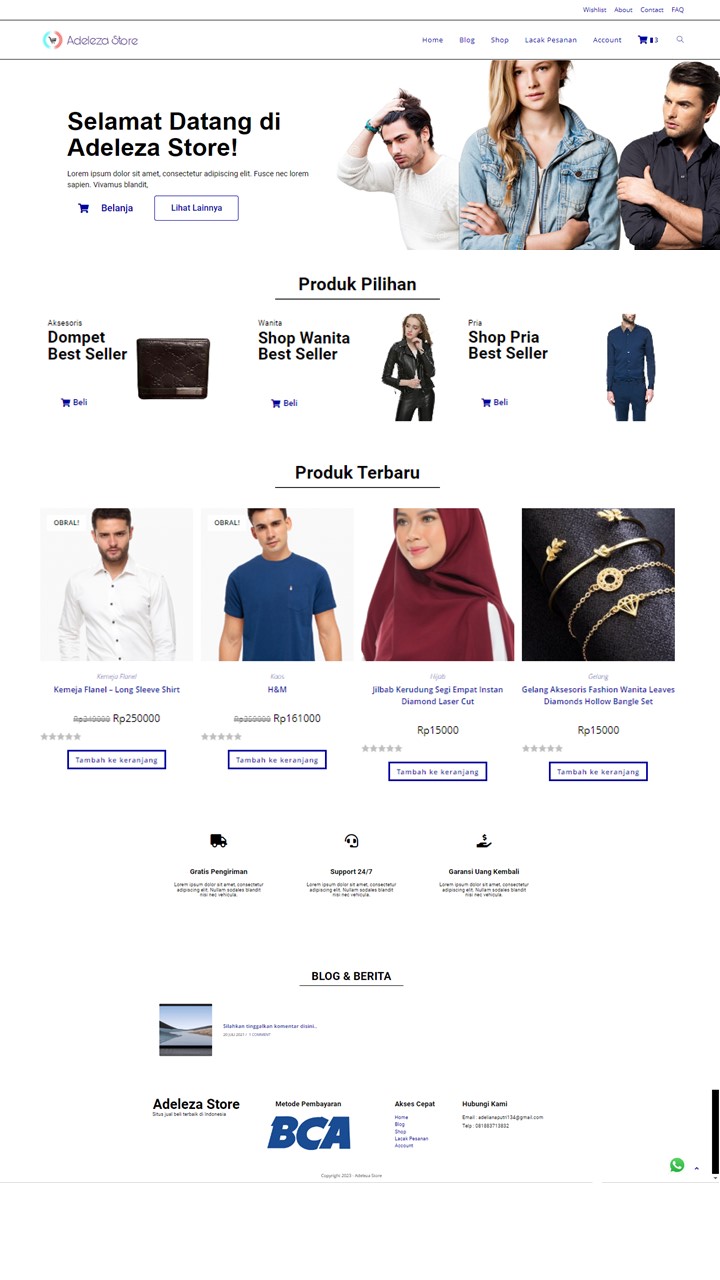 Wishlist About Contact FAQ
Adeleza Store
Home Blog Shop Lacak Pesanan Account 3
Selamat Datang di
Adeleza Store!
Lorem ipsum dolor sit amet, consectetur adipiscing elit. Fusce nec lorem
sapien. Vivamus blandit,
Belanja Lihat Lainnya
Produk Pilihan
Aksesoris
Dompet
Best Seller
Beli
Wanita
Shop Wanita
Best Seller
Beli
Pria
Shop Pria
Best Seller
Beli
Produk Terbaru
OBRAL!
Kemeja Flanel
Kemeja Flanel – Long Sleeve Shirt
Rp250000
Tambah ke keranjang
OBRAL!
Kaos
H&M
Rp161000
Tambah ke keranjang
Hijab
Jilbab Kerudung Segi Empat Instan
Diamond Laser Cut
Rp15000
Tambah ke keranjang
Gelang
Gelang Aksesoris Fashion Wanita Leaves
Diamonds Hollow Bangle Set
Rp15000
Tambah ke keranjang
Gratis Pengiriman
Lorem ipsum dolor sit amet, consectetur
adipiscing elit. Nullam sodales blandit
nisi nec vehicula.
Support 24/7
Lorem ipsum dolor sit amet, consectetur
adipiscing elit. Nullam sodales blandit
nisi nec vehicula.
Garansi Uang Kembali
Lorem ipsum dolor sit amet, consectetur
adipiscing elit. Nullam sodales blandit
nisi nec vehicula.
BLOG & BERITA
Silahkan tinggalkan komentar disini..
20 JULI 2021 / 1 COMMENT
Adeleza Store
Situs jual beli terbaik di Indonesia
Metode Pembayaran
BCA
Akses Cepat
Home
Blog
Shop
Lacak Pesanan
Account
Hubungi Kami
Email : adelianaputri134@gmail.com
Telp : 081883713832
Copyright 2023 - Adeleza Store